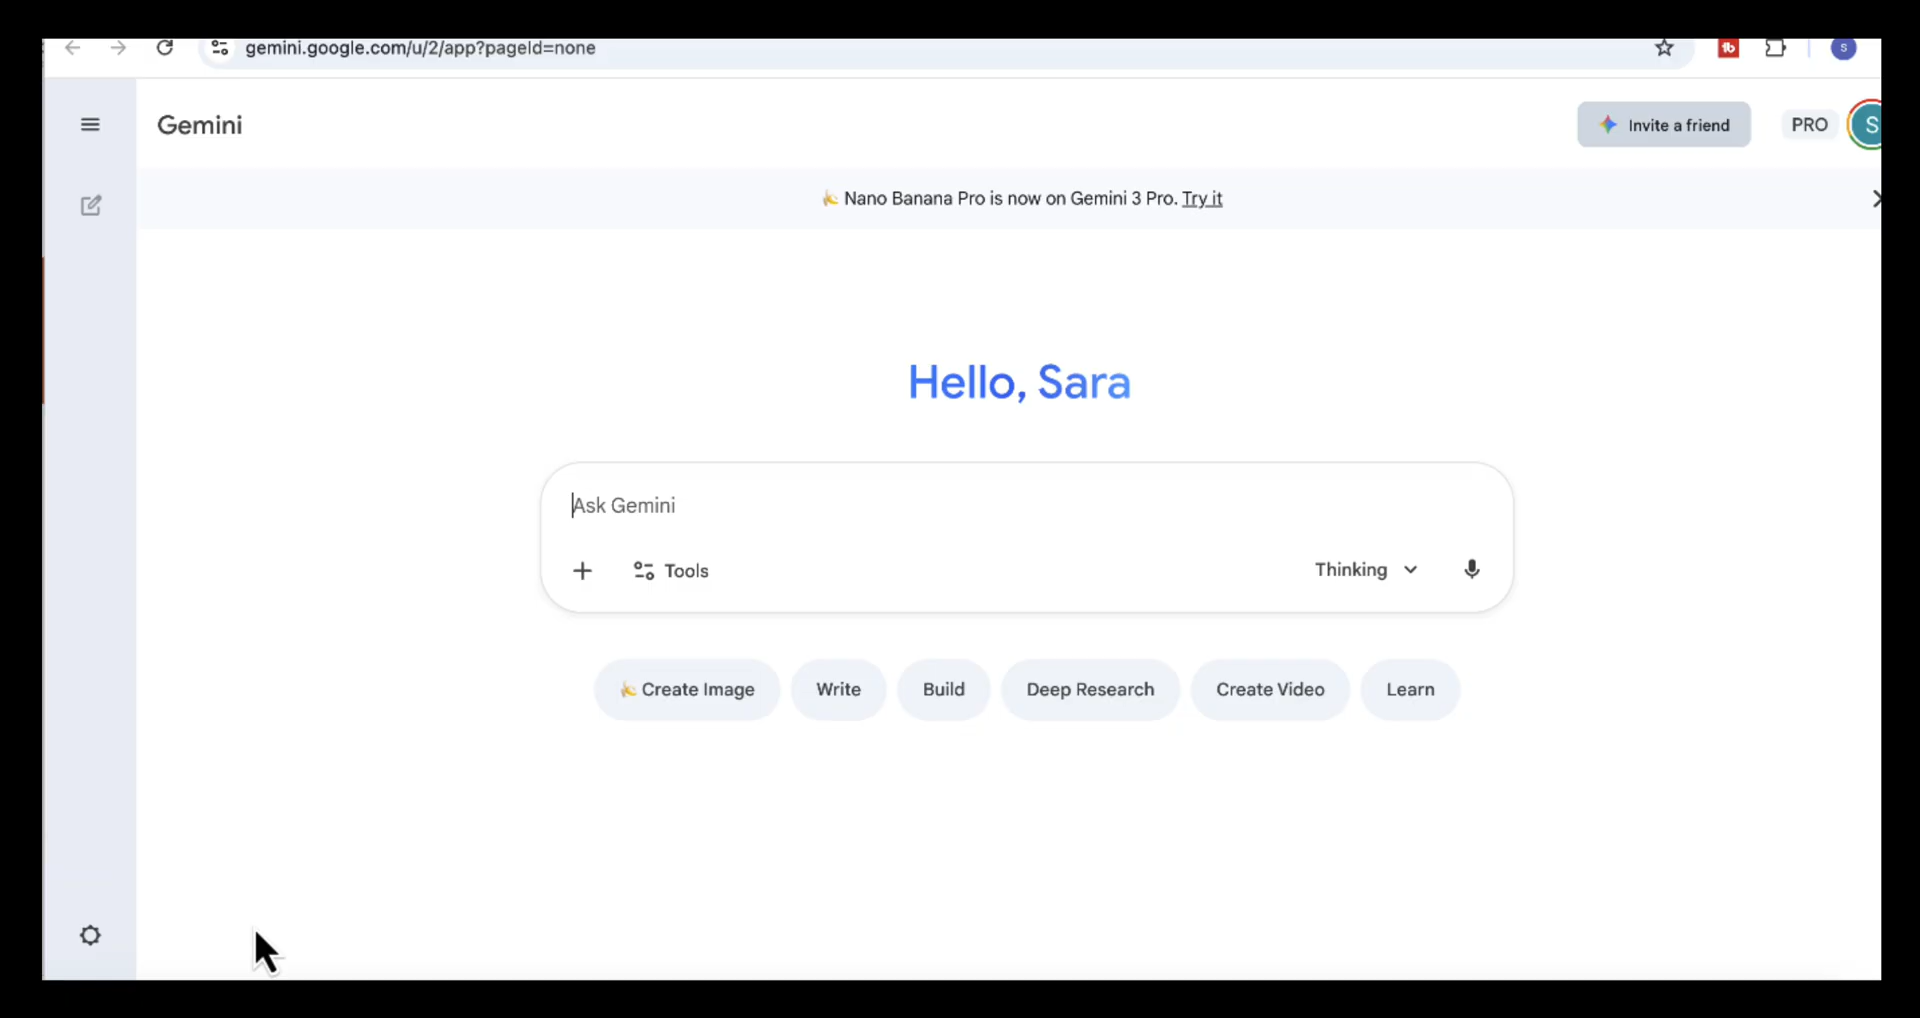 gemini.google.com/u/2/app?pageId=none
S
Gemini
Invite a friend
PRO
S
Nano Banana Pro is now on Gemini 3 Pro. Try it
Hello, Sara
Ask Gemini
Tools
Thinking
Create Image
Write
Build
Deep Research
Create Video
Learn